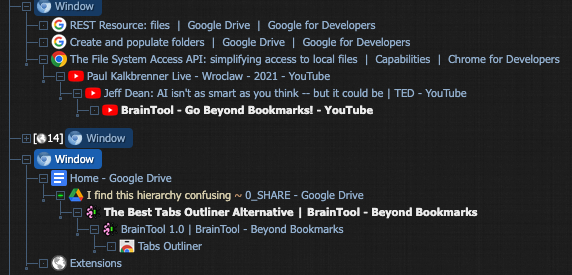 Window
REST Resource: files | Google Drive | Google for Developers
Create and populate folders | Google Drive | Google for Developers
The File System Access API: simplifying access to local files | Capabilities | Chrome for Developers
Paul Kalkbrenner Live - Wroclaw - 2021 - YouTube
Jeff Dean: AI isn't as smart as you think -- but it could be | TED - YouTube
BrainTool - Go Beyond Bookmarks! - YouTube
[14] Window
Window
Home - Google Drive
I find this hierarchy confusing ~ 0_SHARE - Google Drive
The Best Tabs Outliner Alternative | BrainTool - Beyond Bookmarks
BrainTool 1.0 | BrainTool - Beyond Bookmarks
Tabs Outliner
Extensions